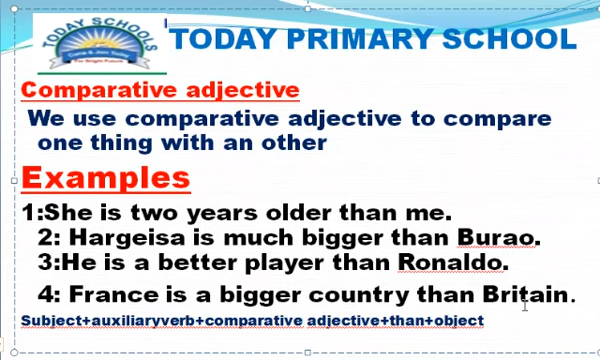 TODAY SCHOOLS
TODAY PRIMARY SCHOOL
Comparative adjective
We use comparative adjective to compare
one thing with an other
Examples
1:She is two years older than me.
2: Hargeisa is much bigger than Burao.
3:He is a better player than Ronaldo.
4: France is a bigger country than Britain.
Subject+auxiliaryverb+comparative adjective+than+object